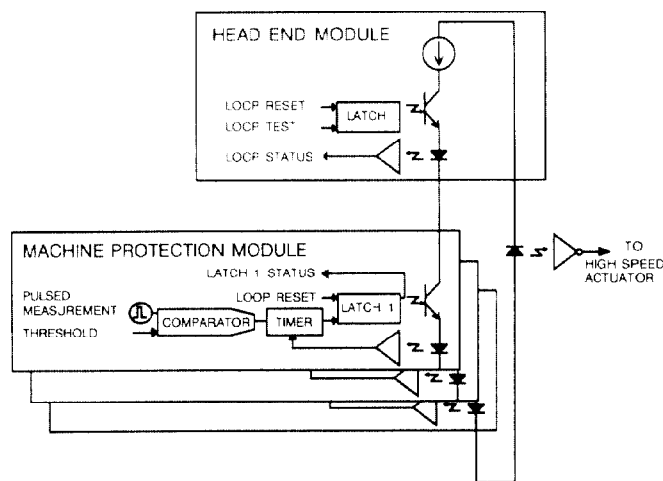 HEAD END MODULE
LOOP RESET
LOOP TEST
LATCH
LOOP STATUS
MACHINE PROTECTION MODULE
LATCH 1 STATUS
PULSED
MEASUREMENT
LOOP RESET
THRESHOLD
COMPARATOR
TIMER
LATCH 1
TO
HIGH SPEED
ACTUATOR